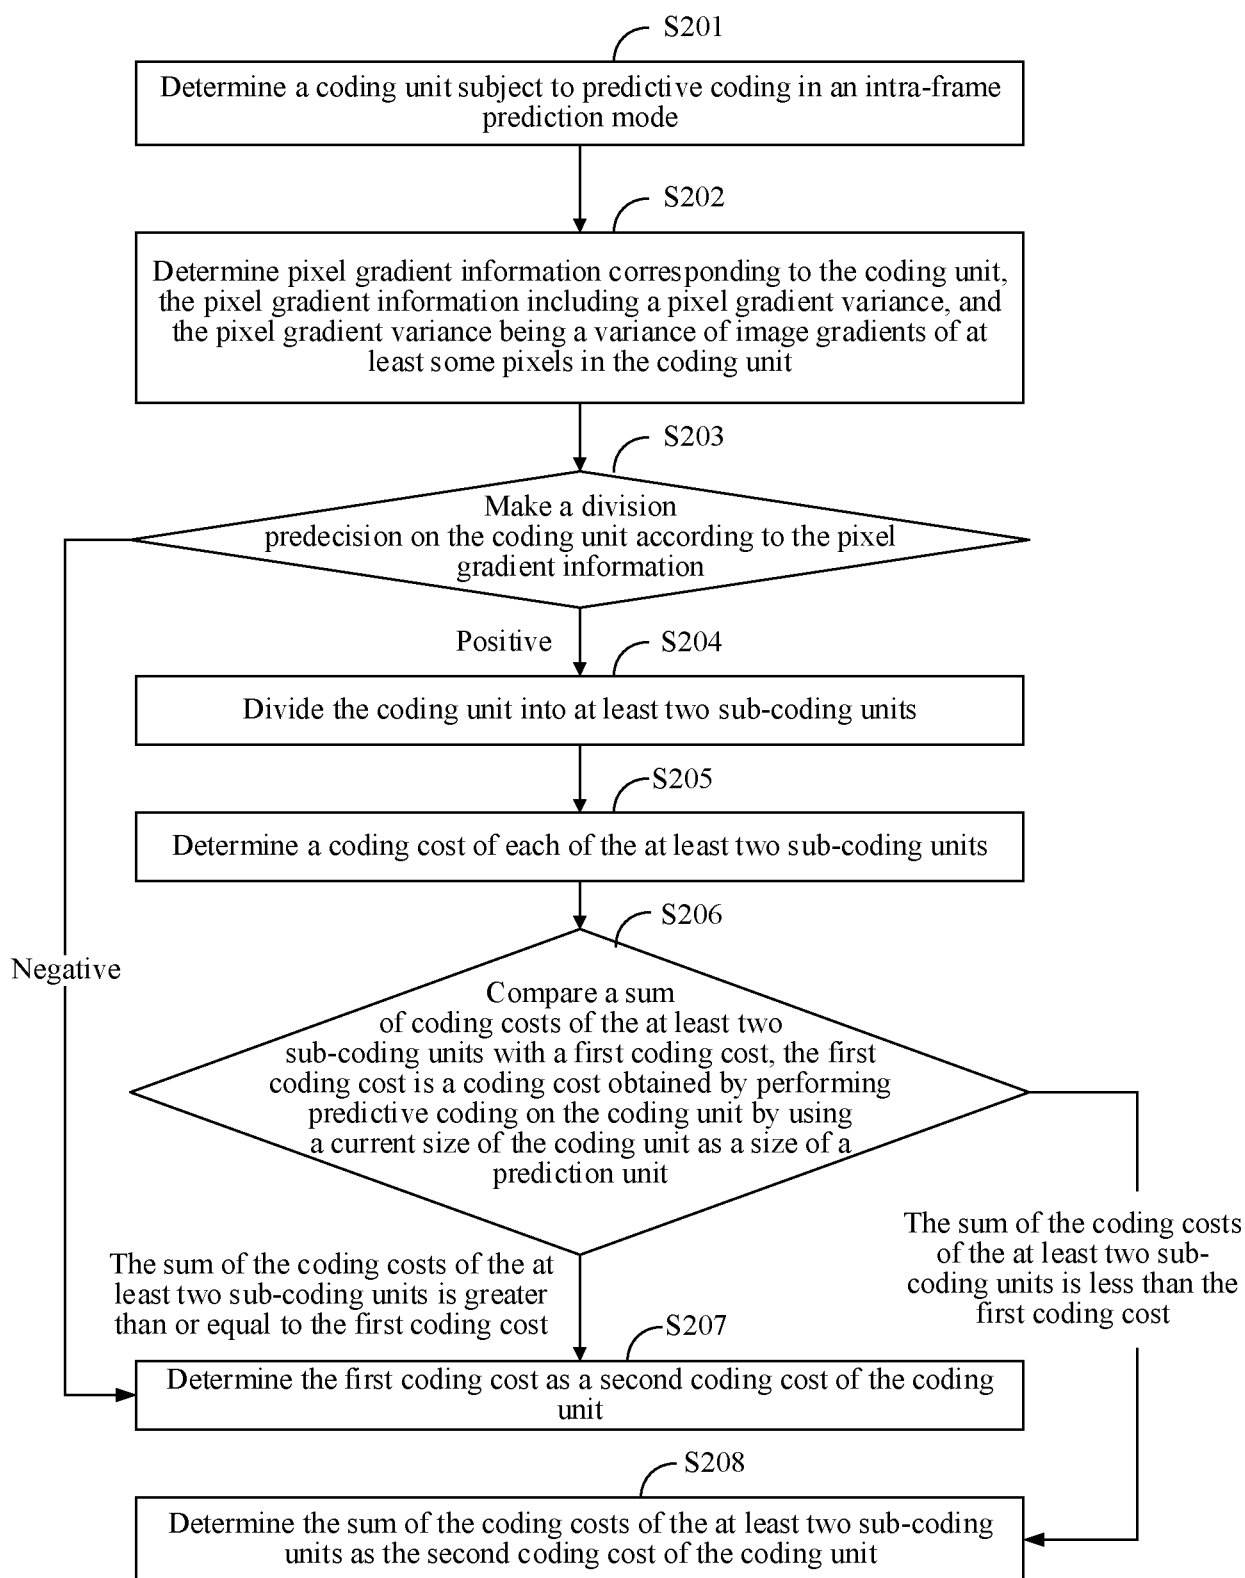 S201
Determine a coding unit subject to predictive coding in an intra-frame
prediction mode
S202
Determine pixel gradient information corresponding to the coding unit,
the pixel gradient information including a pixel gradient variance, and
the pixel gradient variance being a variance of image gradients of at
least some pixels in the coding unit
S203
Make a division
predecision on the coding unit according to the pixel
gradient information
Positive
S204
Divide the coding unit into at least two sub-coding units
S205
Determine a coding cost of each of the at least two sub-coding units
S206
Negative
Compare a sum
of coding costs of the at least two
sub-coding units with a first coding cost, the first
coding cost is a coding cost obtained by performing
predictive coding on the coding unit by using
a current size of the coding unit as a size of a
prediction unit
The sum of the coding costs
of the at least two sub-
coding units is less than the
first coding cost
The sum of the coding costs of the at
least two sub-coding units is greater
than or equal to the first coding cost
S207
Determine the first coding cost as a second coding cost of the coding
unit
S208
Determine the sum of the coding costs of the at least two sub-coding
units as the second coding cost of the coding unit